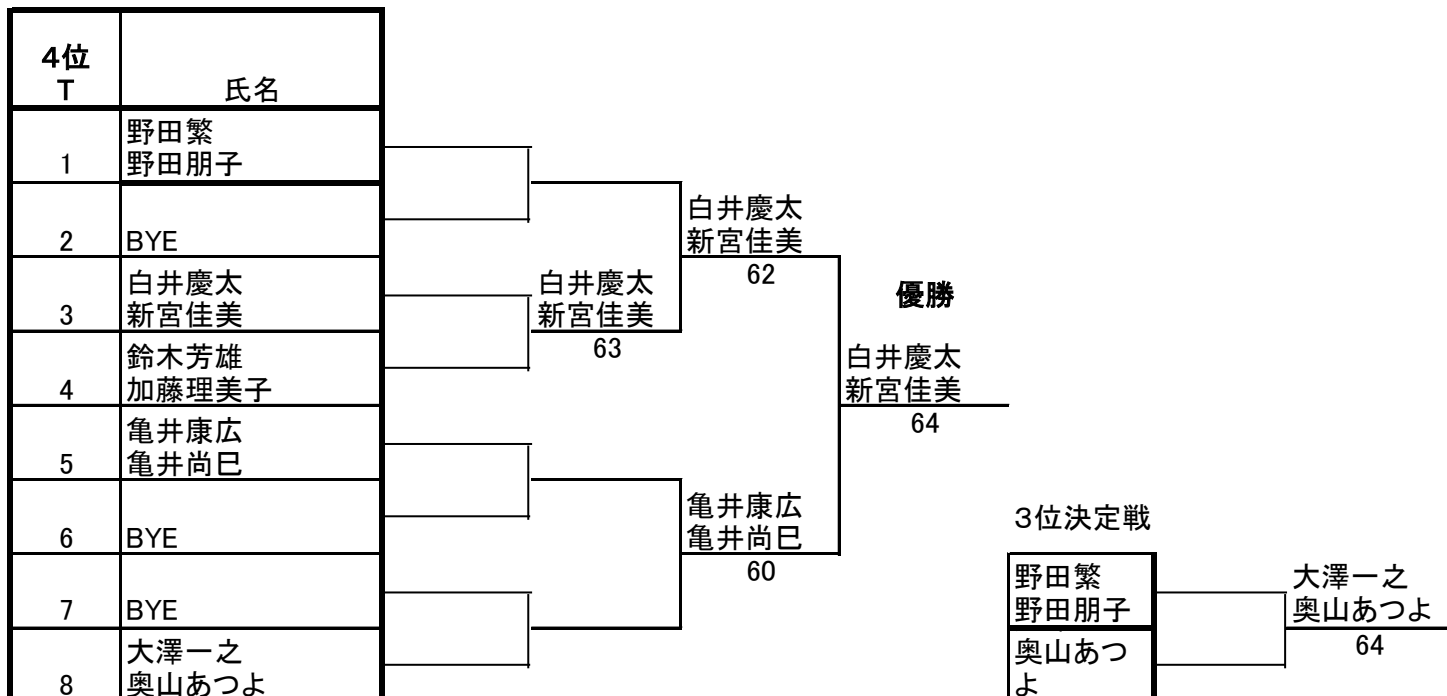 4位
T
氏名
1
野田繁
野田朋子
2
BYE
3
白井慶太
新宮佳美
4
鈴木芳雄
加藤理美子
5
亀井康広
亀井尚巳
6
BYE
7
BYE
8
大澤一之
奥山あつよ
白井慶太
新宮佳美
63
白井慶太
新宮佳美
62
亀井康広
亀井尚巳
60
優勝
白井慶太
新宮佳美
64
3位決定戦
野田繁
野田朋子
奥山あつ
よ
大澤一之
奥山あつよ
64